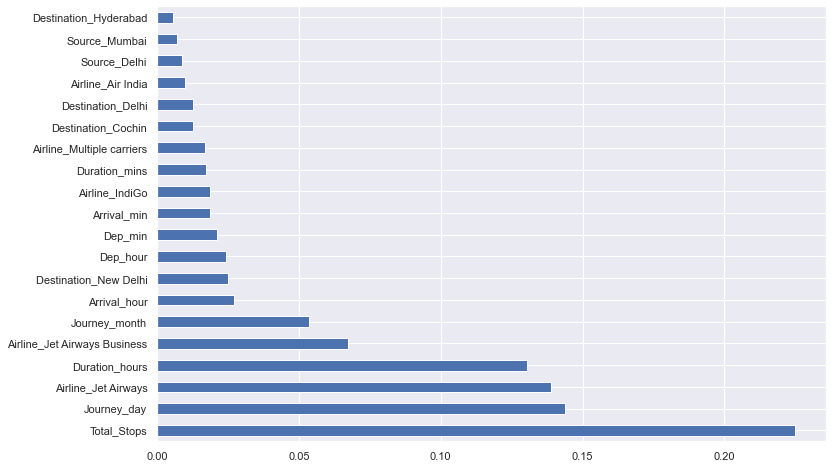 Destination_Hyderabad
Source_Mumbai
Source_Delhi
Airline_Air India
Destination_Delhi
Destination_Cochin
Airline_Multiple carriers
Duration_mins
Airline_IndiGo
Arrival_min
Dep_min
Dep_hour
Destination_New Delhi
Arrival_hour
Journey_month
Airline_Jet Airways Business
Duration_hours
Airline_Jet Airways
Journey_day
Total_Stops
0.00 0.05 0.10 0.15 0.20